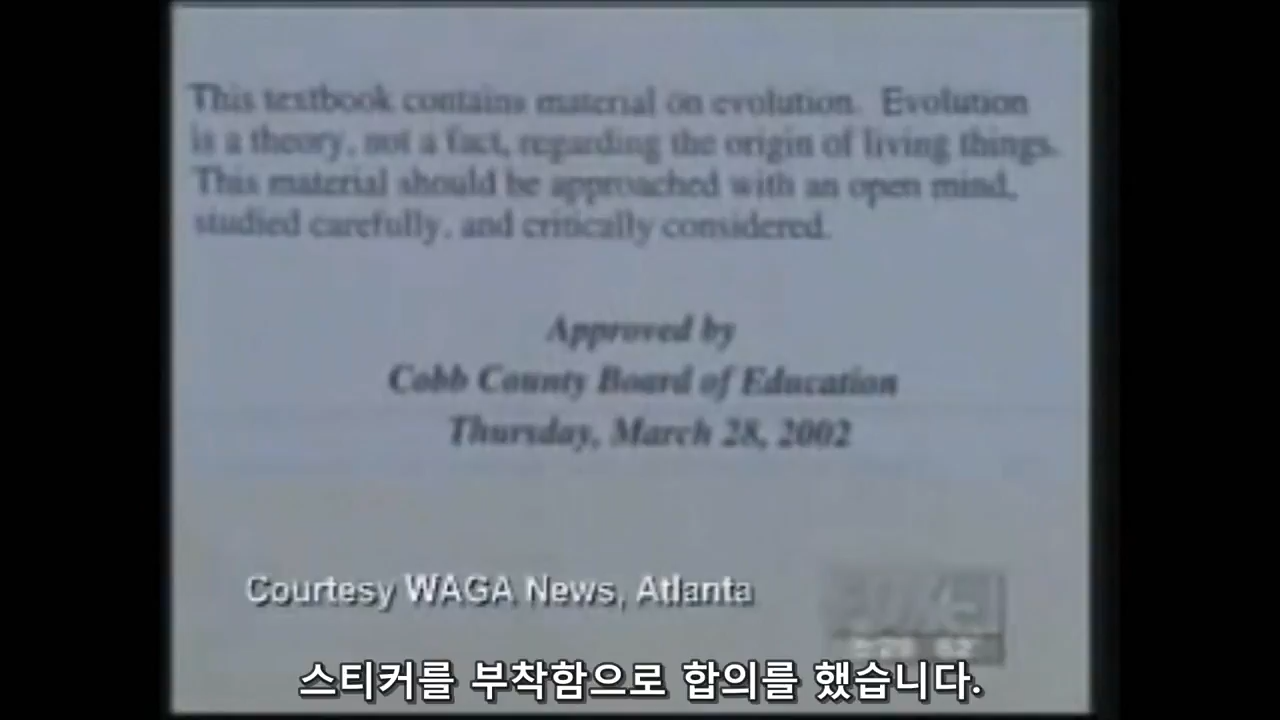 This textbook contains material on evolution. Evolution
is a theory, not a fact, regarding the origin of living things.
This material should be approached with an open mind,
studied carefully, and critically considered.
Approved by
Cobb County Board of Education
Thursday, March 28, 2002
Courtesy WAGA News, Atlanta
스티커를 부착함으로 합의를 했습니다.